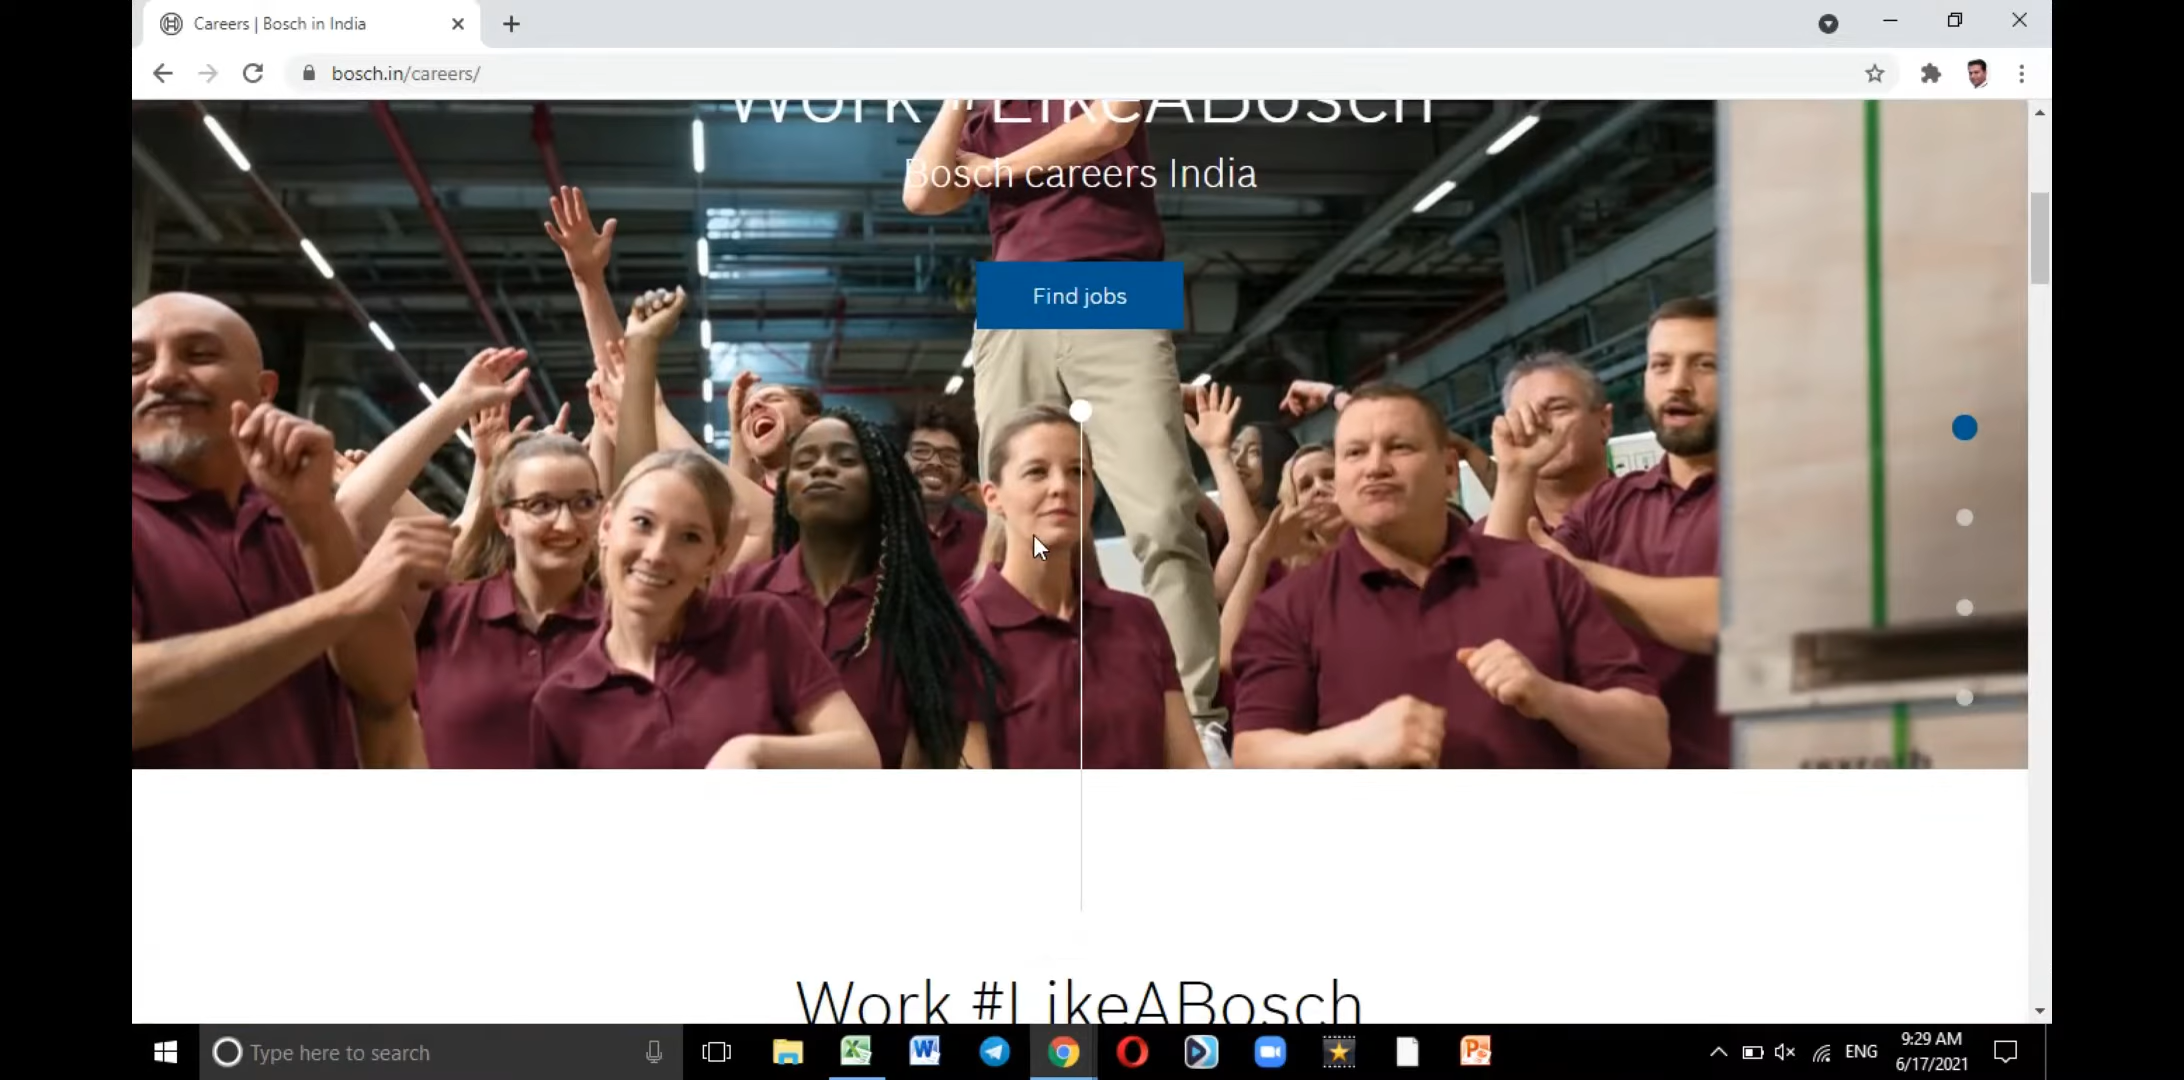 Careers | Bosch in India
bosch.in/careers/
Work #LikeABosch
Bosch careers India
Find jobs
Work #LikeABosch
Type here to search
ENG
9:29 AM
6/17/2021